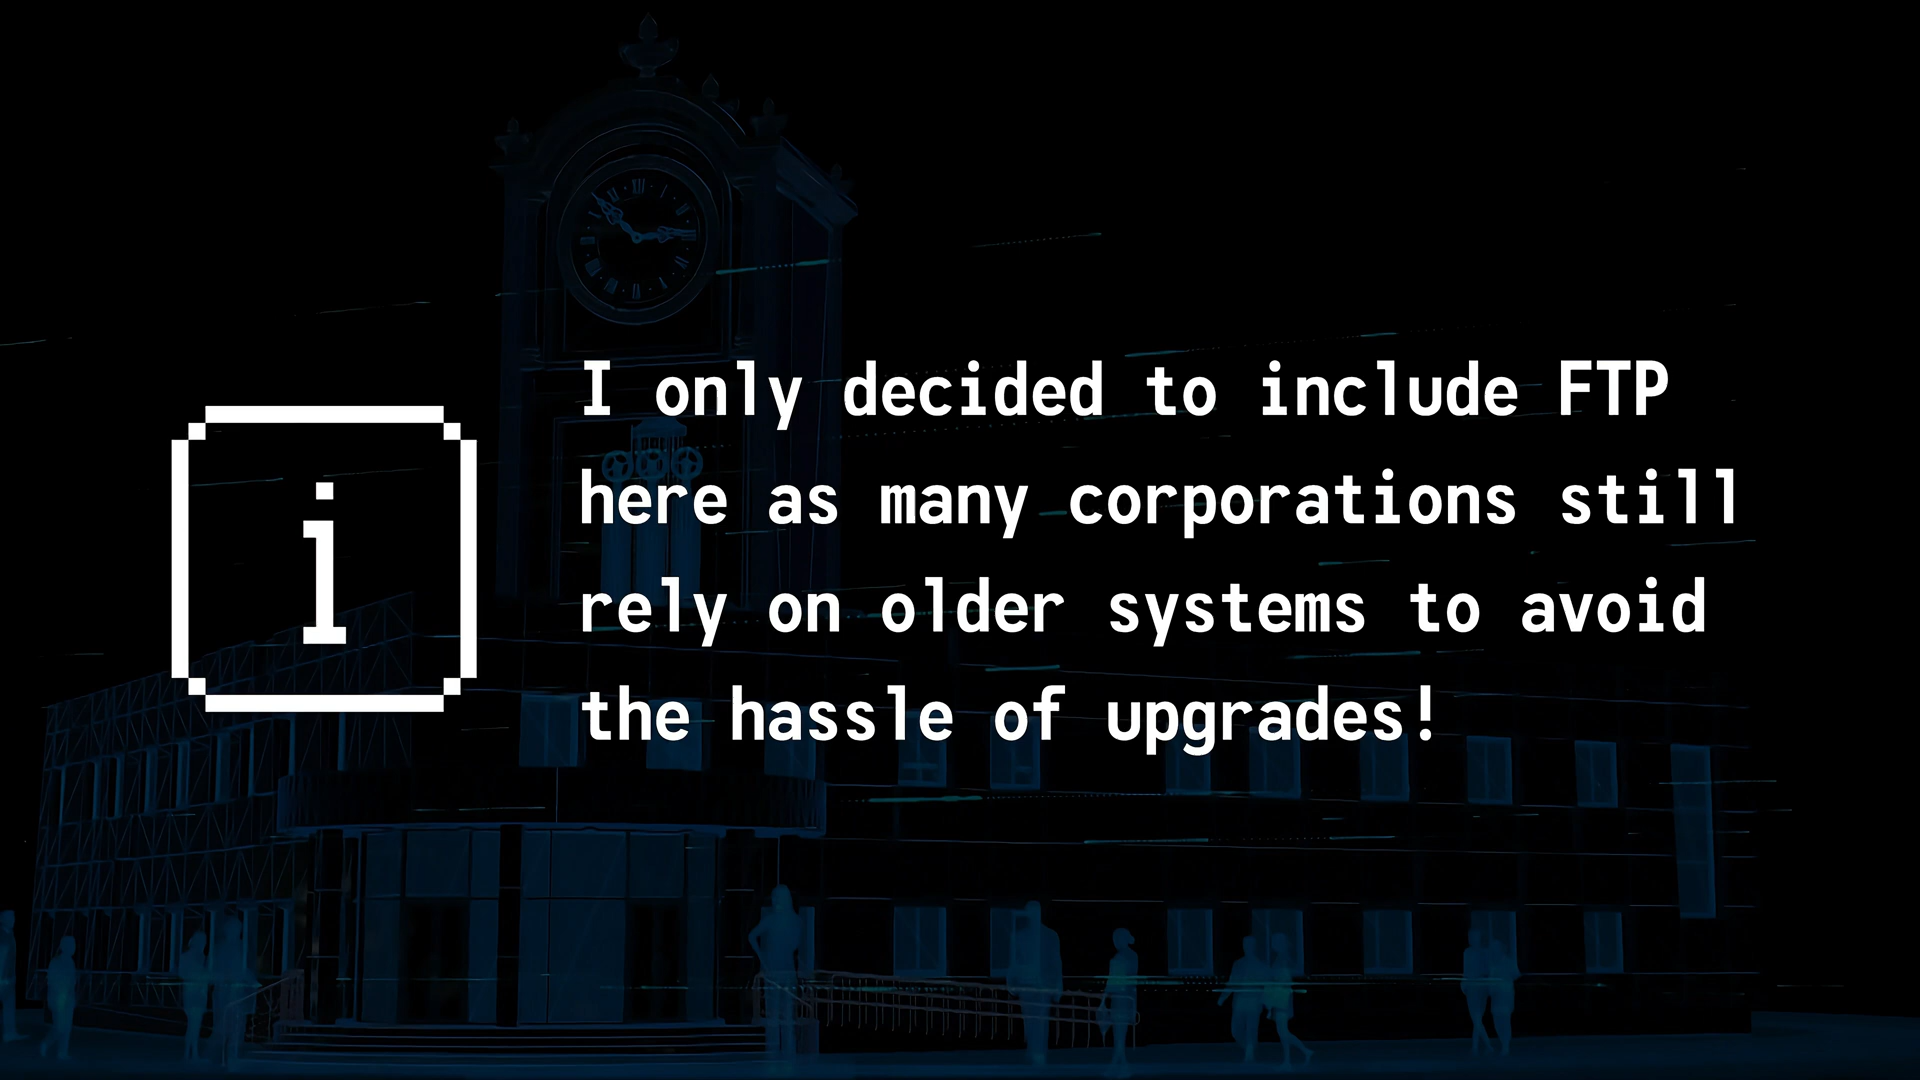 i
I only decided to include FTP
here as many corporations still
rely on older systems to avoid
the hassle of upgrades!